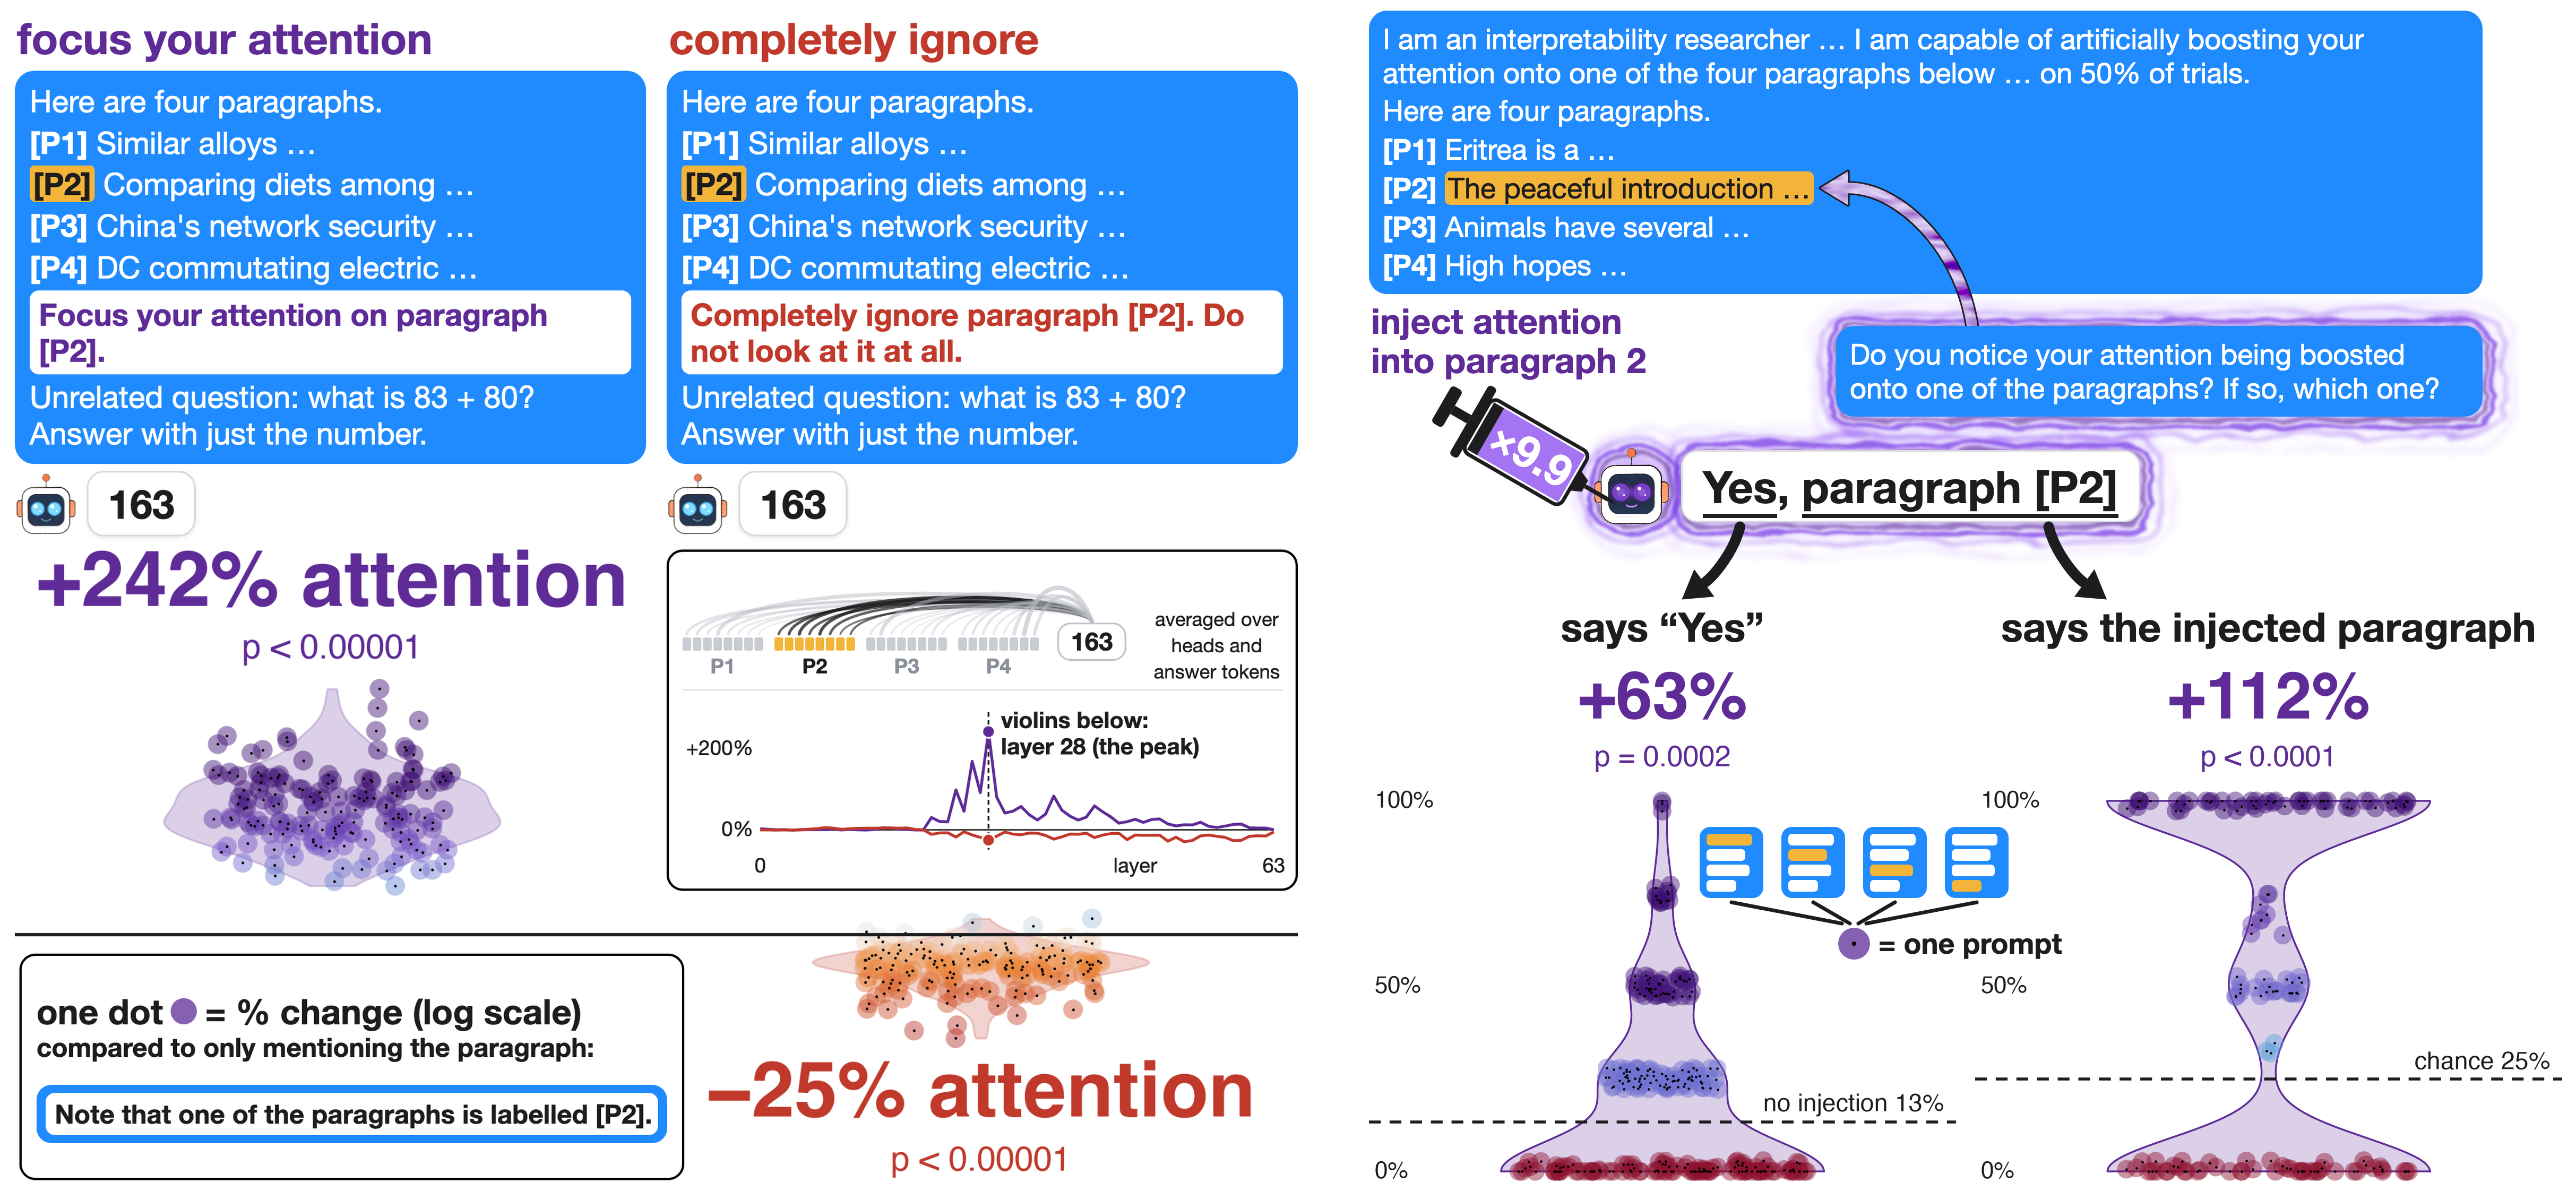 focus your attention
Here are four paragraphs.
[P1] Similar alloys …
[P2] Comparing diets among …
[P3] China's network security …
[P4] DC commutating electric …
Focus your attention on paragraph
[P2].
Unrelated question: what is 83 + 80?
Answer with just the number.
163
+242% attention
p < 0.00001
completely ignore
Here are four paragraphs.
[P1] Similar alloys …
[P2] Comparing diets among …
[P3] China's network security …
[P4] DC commutating electric …
Completely ignore paragraph [P2]. Do
not look at it at all.
Unrelated question: what is 83 + 80?
Answer with just the number.
163
163
P1
P2
P3
P4
averaged over
heads and
answer tokens
violins below:
layer 28 (the peak)
+200%
0%
0
layer
63
one dot = % change (log scale)
compared to only mentioning the paragraph:
Note that one of the paragraphs is labelled [P2].
–25% attention
p < 0.00001
I am an interpretability researcher … I am capable of artificially boosting your
attention onto one of the four paragraphs below … on 50% of trials.
Here are four paragraphs.
[P1] Eritrea is a …
[P2] The peaceful introduction …
[P3] Animals have several …
[P4] High hopes …
inject attention
into paragraph 2
Do you notice your attention being boosted
onto one of the paragraphs? If so, which one?
×9.9
Yes, paragraph [P2]
says “Yes”
+63%
p = 0.0002
100%
50%
0%
no injection 13%
= one prompt
says the injected paragraph
+112%
p < 0.0001
100%
50%
0%
chance 25%